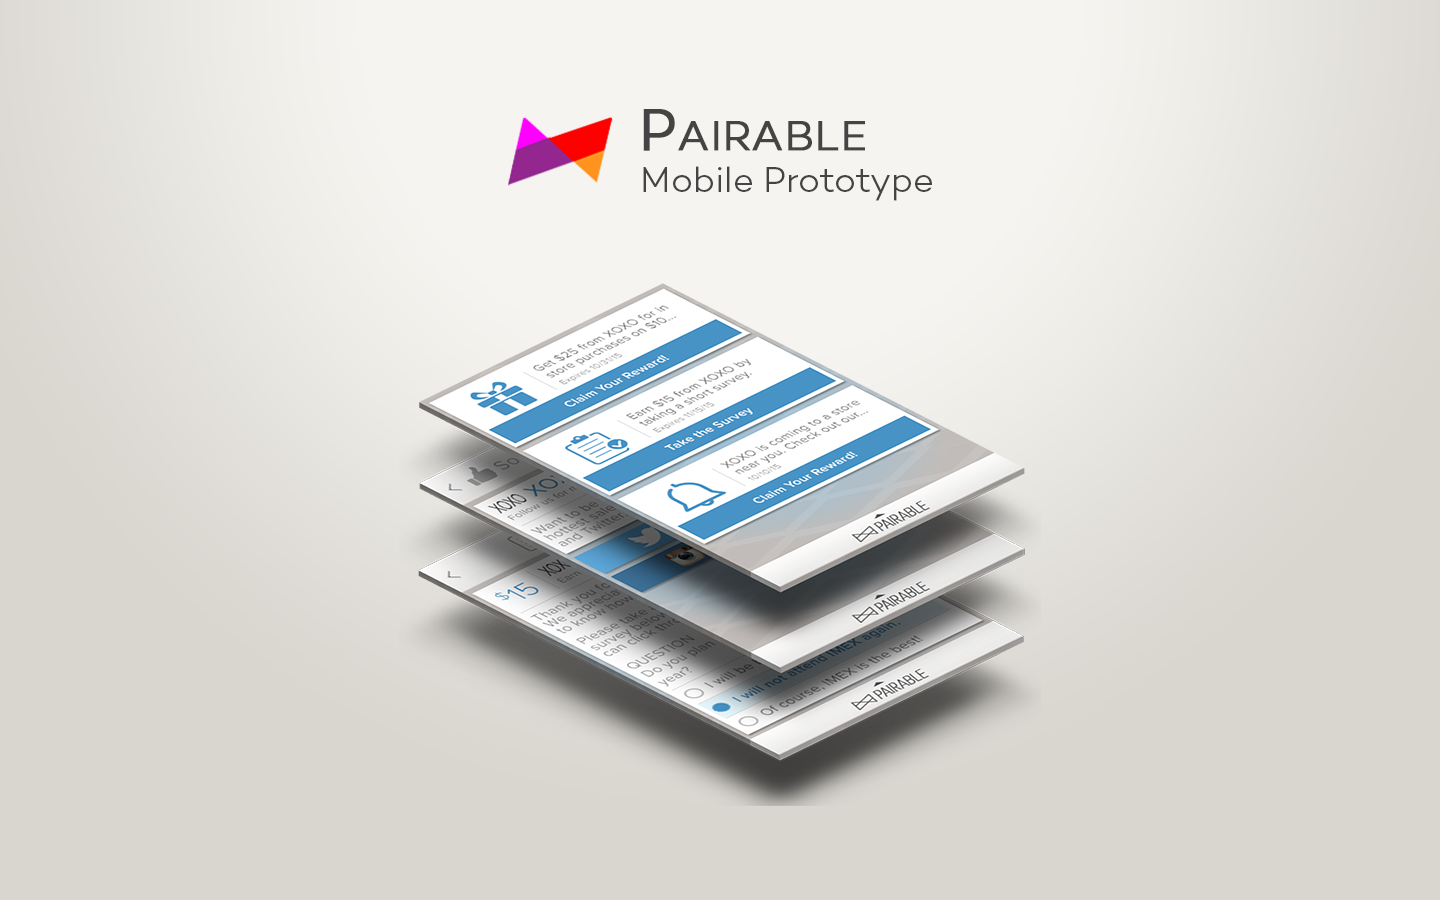 PAIRABLE
Mobile Prototype
Get $25 from XOXO for in
store purchases on $10...
Expires 10/31/15
Claim Your Reward!
Earn $15 from XOXO by
taking a short survey.
Expires 11/15/15
Take the Survey
XOXO is coming to a store
near you. Check out our...
10/10/15
Claim Your Reward!
PAIRABLE
So
XOXO
XO
Follow us for
Want to be
hottest sale
and Twitter
PAIRABLE
$15
XOX
Earn
Thank you fo
We apprecia
to know how
Please take
survey below
can click thr
QUESTION
Do you plan
year?
I will be
I will not attend IMEX again.
Of course, IMEX is the best!
PAIRABLE